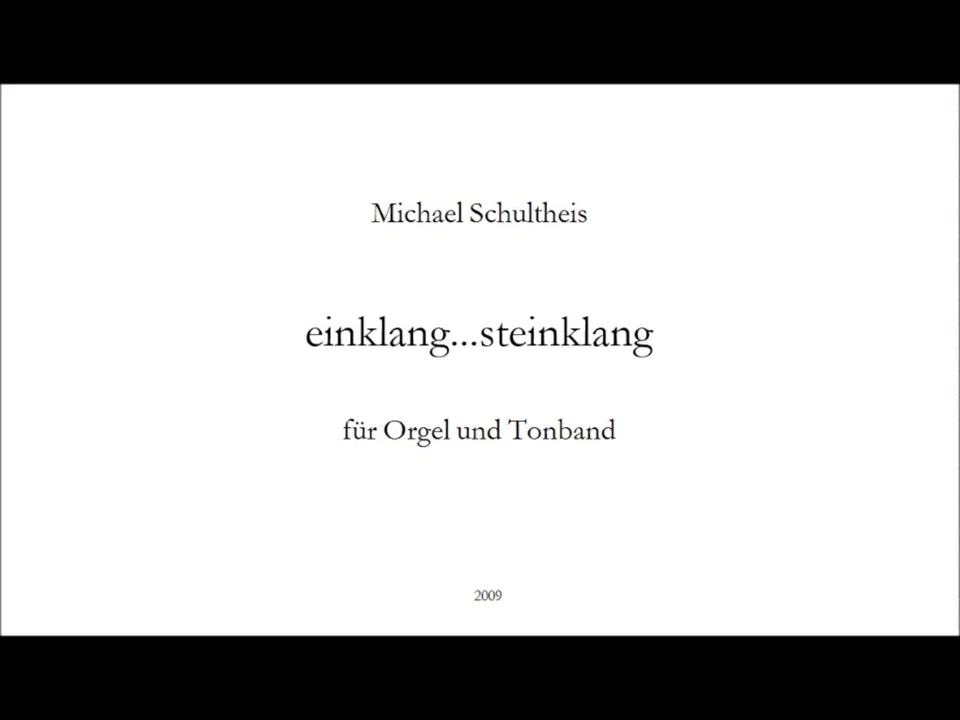 Michael Schultheis
einklang...steinklang
für Orgel und Tonband
2009